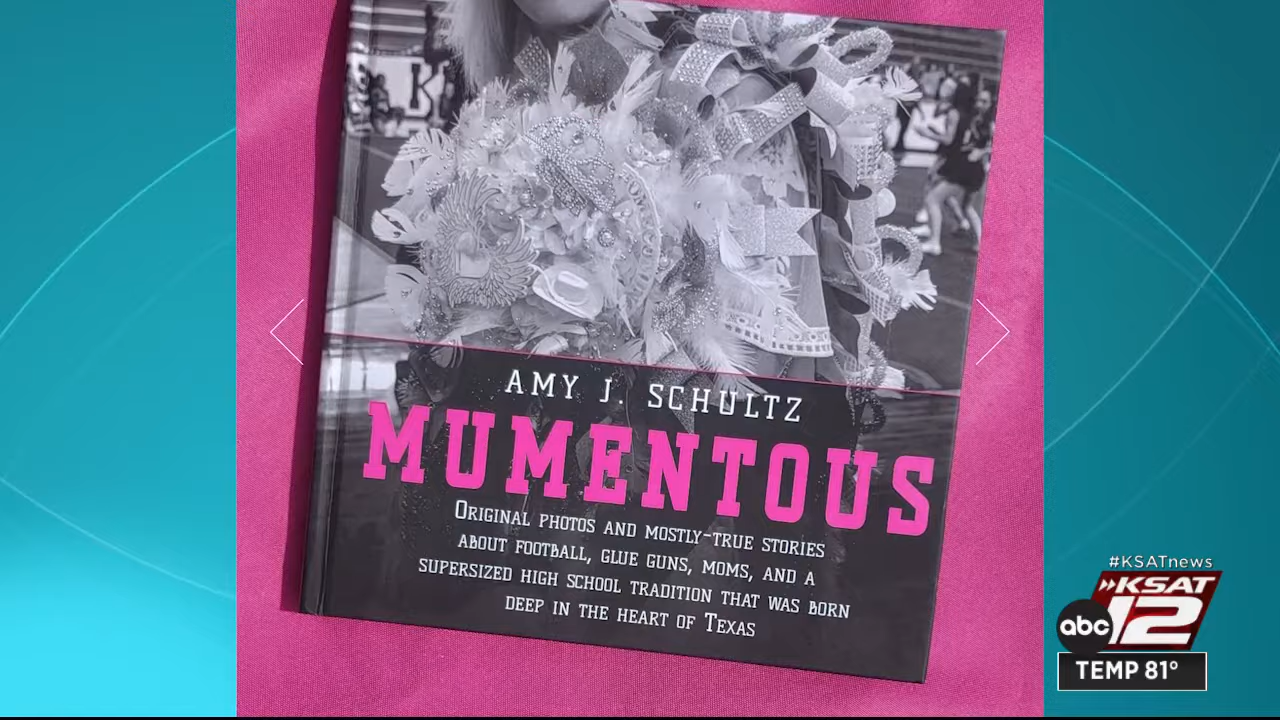 AMY J. SCHULTZ
MUMENTOUS
ORIGINAL PHOTOS AND MOSTLY-TRUE STORIES
ABOUT FOOTBALL, GLUE GUNS, MOMS, AND A
SUPERSIZED HIGH SCHOOL TRADITION THAT WAS BORN
DEEP IN THE HEART OF TEXAS
#KSATnews
KSAT
abc 12
TEMP 81°